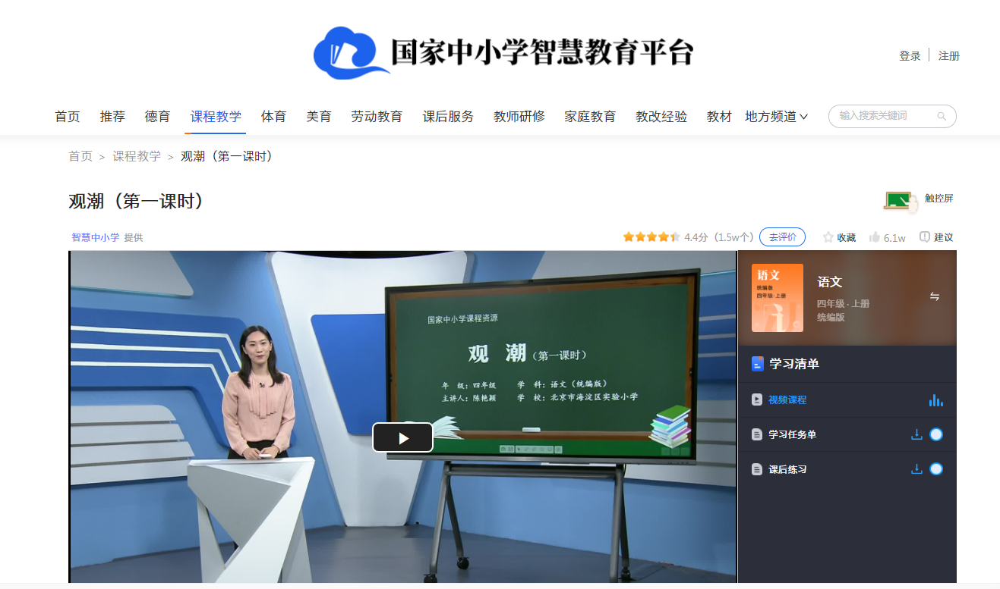 国家中小学智慧教育平台
登录 注册
首页 推荐 德育 课程教学 体育 美育 劳动教育 课后服务 教师研修 家庭教育 教改经验 教材 地方频道 输入搜索关键词
首页 > 课程教学 > 观潮（第一课时）
观潮（第一课时）
触控屏
智慧中小学 提供
4.4分（1.5w个） 去评价 收藏 6.1w 建议
国家中小学课程资源
观 潮（第一课时）
年 级：四年级 学 科：语文（统编版）
主讲人：陈艳颖 学 校：北京市海淀区实验小学
语文
统编版
四年级·上册
语文
四年级 · 上册
统编版
学习清单
视频课程
学习任务单
课后练习